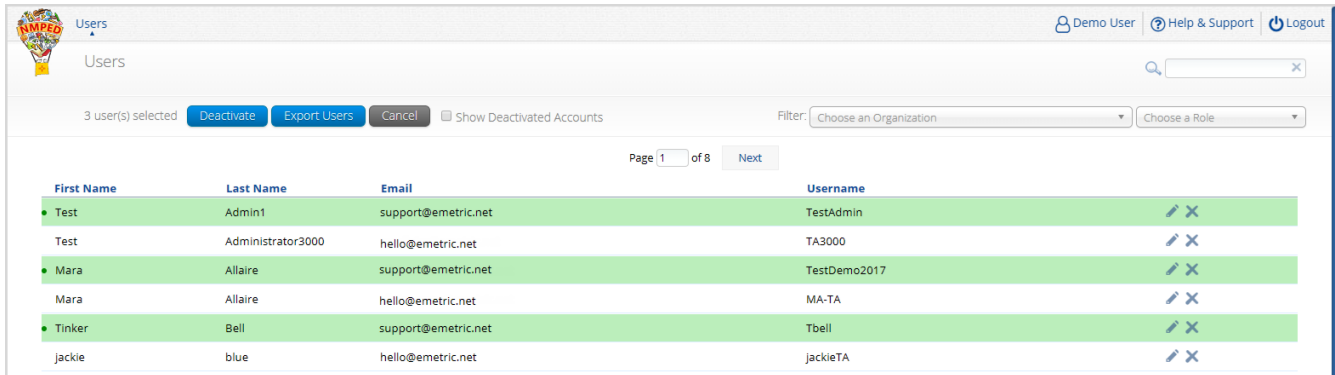 NMPED Users Demo User Help & Support Logout
Users
3 user(s) selected Deactivate Export Users Cancel Show Deactivated Accounts Filter: Choose an Organization Choose a Role
Page 1 of 8 Next
First Name Last Name Email Username
Test Admin1 support@emetric.net TestAdmin
Test Administrator3000 hello@emetric.net TA3000
Mara Allaire support@emetric.net TestDemo2017
Mara Allaire hello@emetric.net MA-TA
Tinker Bell support@emetric.net Tbell
jackie blue hello@emetric.net jackieTA